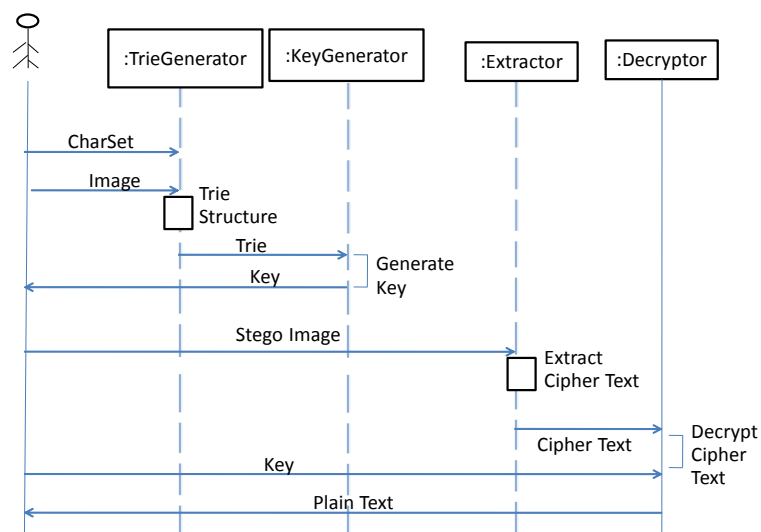 :TrieGenerator
:KeyGenerator
:Extractor
:Decryptor
CharSet
Image
Trie
Structure
Trie
Generate
Key
Key
Stego Image
Extract
Cipher Text
Cipher Text
Decrypt
Cipher
Text
Key
Plain Text